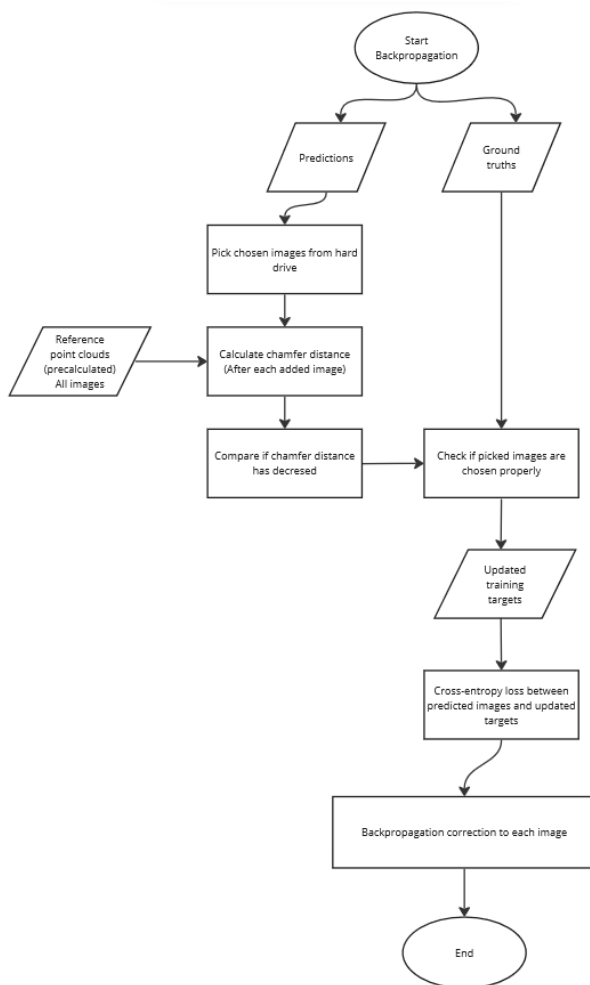 Start
Backpropagation
Predictions
Ground
truths
Pick chosen images from hard
drive
Reference
point clouds
(precalculated)
All images
Calculate chamfer distance
(After each added image)
Compare if chamfer distance
has decresed
Check if picked images are
chosen properly
Updated
training
targets
Cross-entropy loss between
predicted images and updated
targets
Backpropagation correction to each image
End